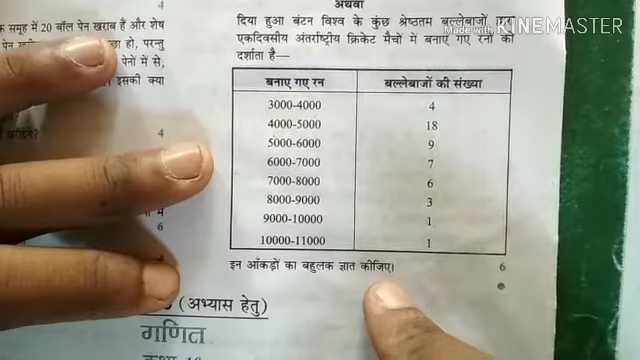 अथवा
Made with KINEMASTER
दिया हुआ बंटन विश्व के कुंछ श्रेष्ठतम बल्लेबाजों द्वारा
एकदिवसीय अंतर्राष्ट्रीय क्रिकेट मैचों में बनाए गए रनों को
दर्शाता है—
बनाए गए रन बल्लेबाजों की संख्या
3000-4000 4
4000-5000 18
5000-6000 9
6000-7000 7
7000-8000 6
8000-9000 3
9000-10000 1
10000-11000 1
इन आँकड़ों का बहुलक ज्ञात कीजिए। 6
4
समूह में 20 बॉल पेन खराब हैं और शेष
हो, परन्तु
पेनों में से,
इसकी क्या
4
6
(अभ्यास हेतु)
गणित